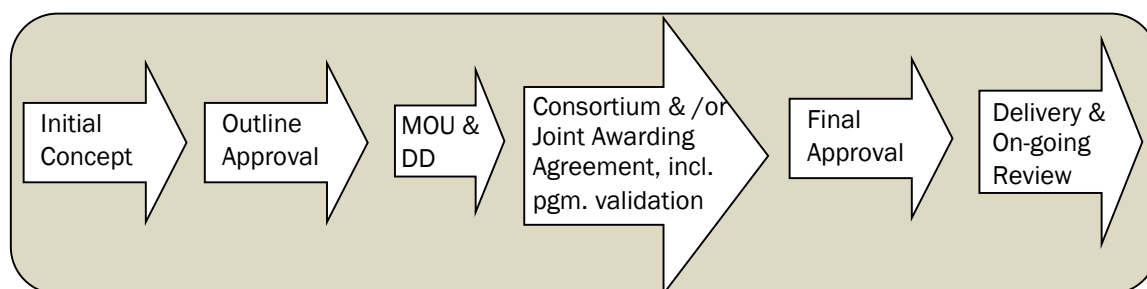 Initial
Concept
Outline
Approval
MOU &
DD
Consortium & /or
Joint Awarding
Agreement, incl.
pgm. validation
Final
Approval
Delivery &
On-going
Review